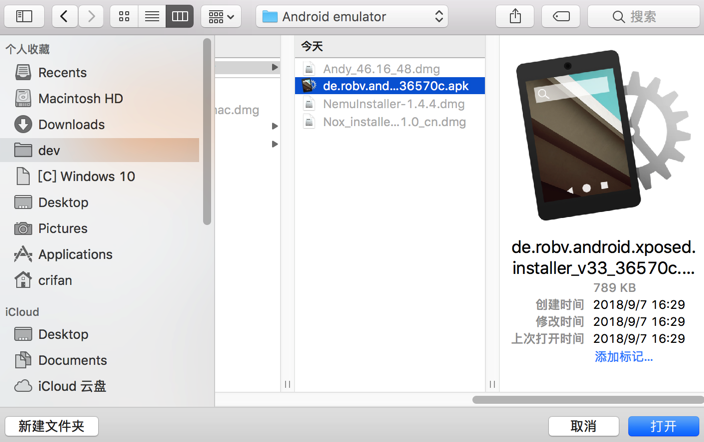 Android emulator
搜索
个人收藏
Recents
Macintosh HD
Downloads
dev
[C] Windows 10
Desktop
Pictures
Applications
crifan
iCloud
Desktop
Documents
iCloud 云盘
nac.dmg
今天
Andy_46.16_48.dmg
de.robv.and...36570c.apk
NemuInstaller-1.4.4.dmg
Nox_installe...1.0_cn.dmg
de.robv.android.xposed.
installer_v33_36570c....
789 KB
创建时间 2018/9/7 16:29
修改时间 2018/9/7 16:29
上次打开时间 2018/9/7 16:29
添加标记...
新建文件夹
取消
打开